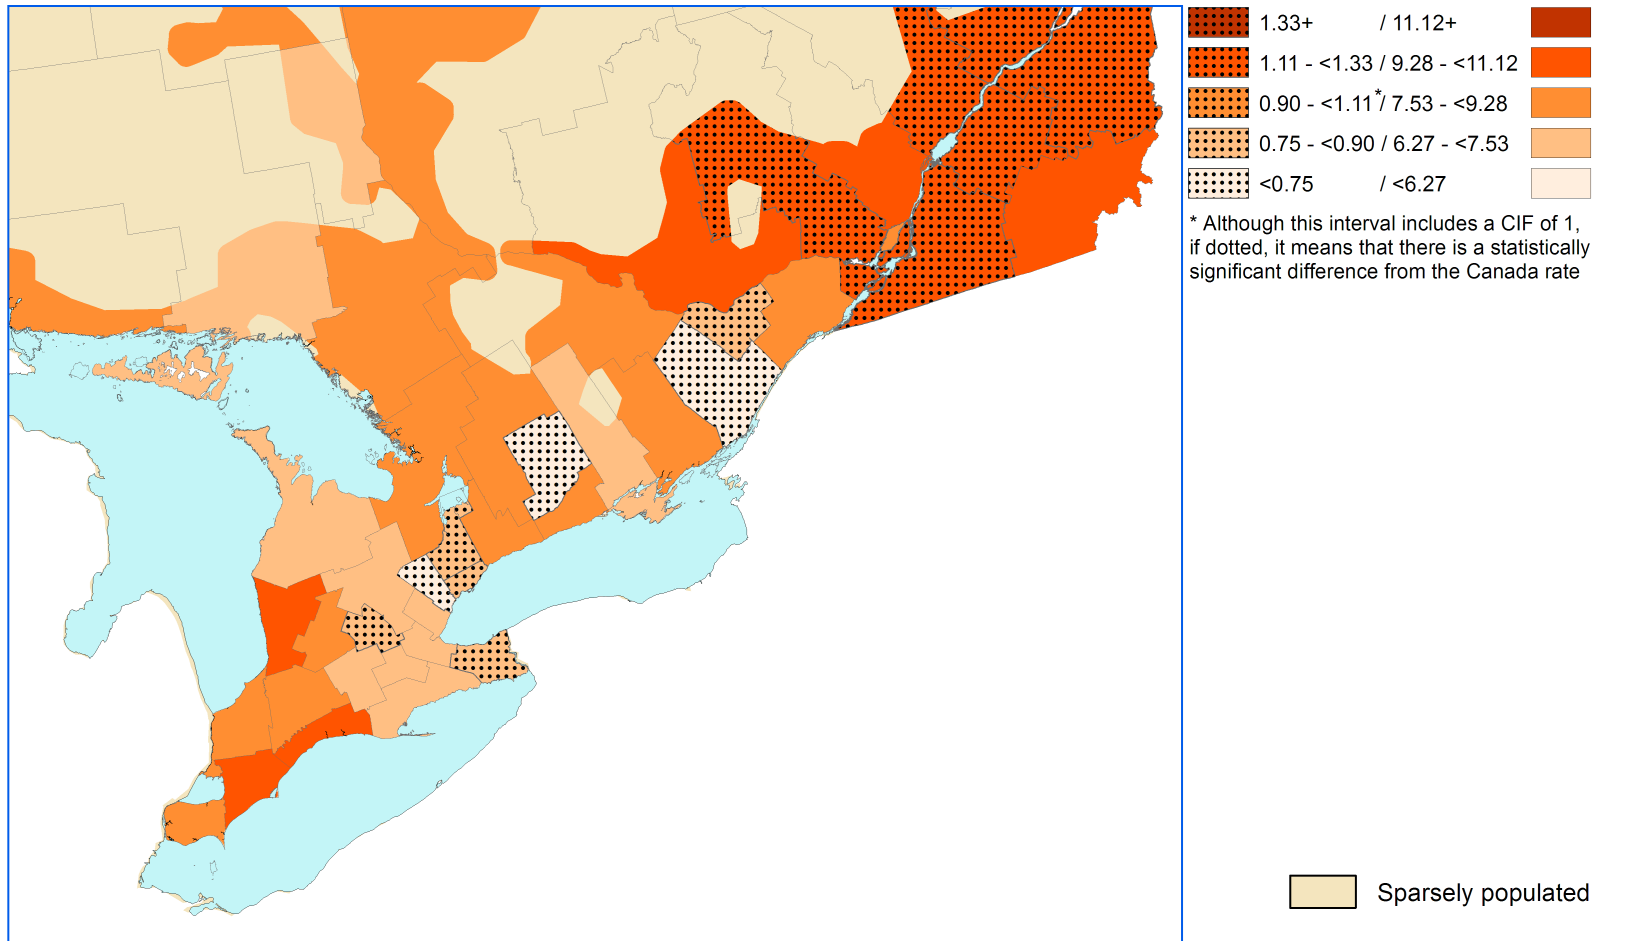 1.33+ / 11.12+
1.11 - <1.33 / 9.28 - <11.12
0.90 - <1.11* / 7.53 - <9.28
0.75 - <0.90 / 6.27 - <7.53
<0.75 / <6.27
* Although this interval includes a CIF of 1,
if dotted, it means that there is a statistically
significant difference from the Canada rate
Sparsely populated